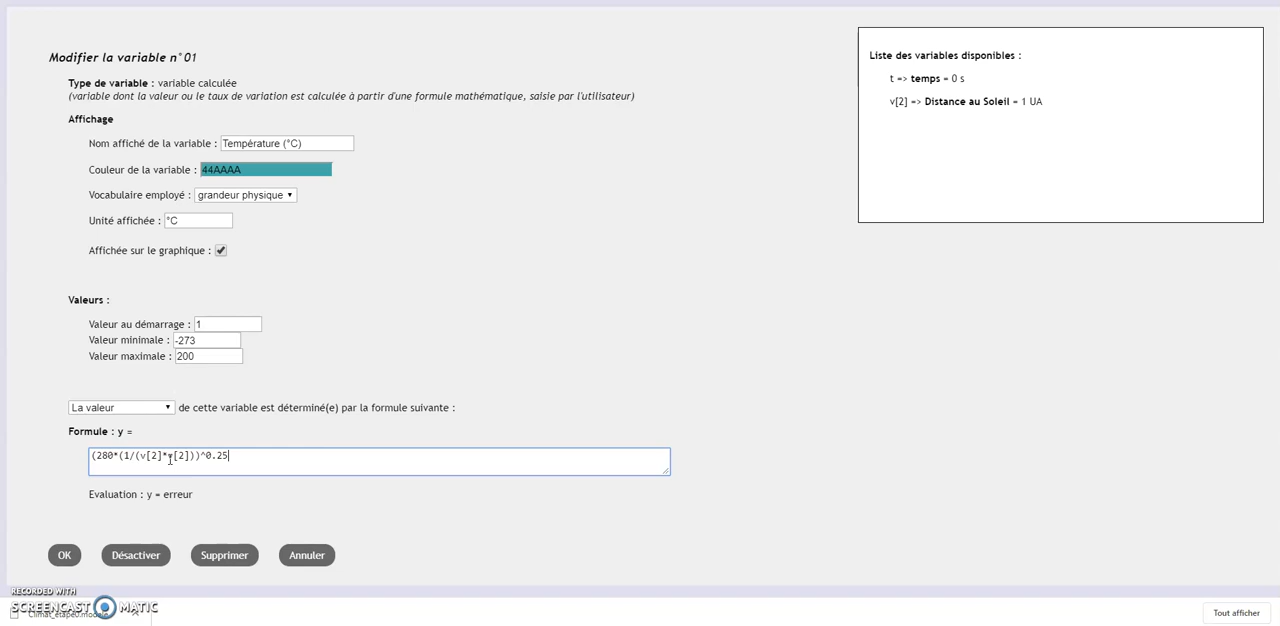 Modifier la variable n°01
Type de variable : variable calculée
(variable dont la valeur ou le taux de variation est calculée à partir d'une formule mathématique, saisie par l'utilisateur)
Affichage
Nom affiché de la variable : Température (°C)
Couleur de la variable : 44AAAA
Vocabulaire employé : grandeur physique
Unité affichée : °C
Affichée sur le graphique :
Valeurs :
Valeur au démarrage : 1
Valeur minimale : -273
Valeur maximale : 200
La valeur de cette variable est déterminé(e) par la formule suivante :
Formule : y =
(280*(1/(v[2]*v[2]))^0.25
Evaluation : y = erreur
OK Désactiver Supprimer Annuler
Liste des variables disponibles :
t => temps = 0 s
v[2] => Distance au Soleil = 1 UA
RECORDED WITH
SCREENCAST MATIC
Climat_etape0.modele
Tout afficher